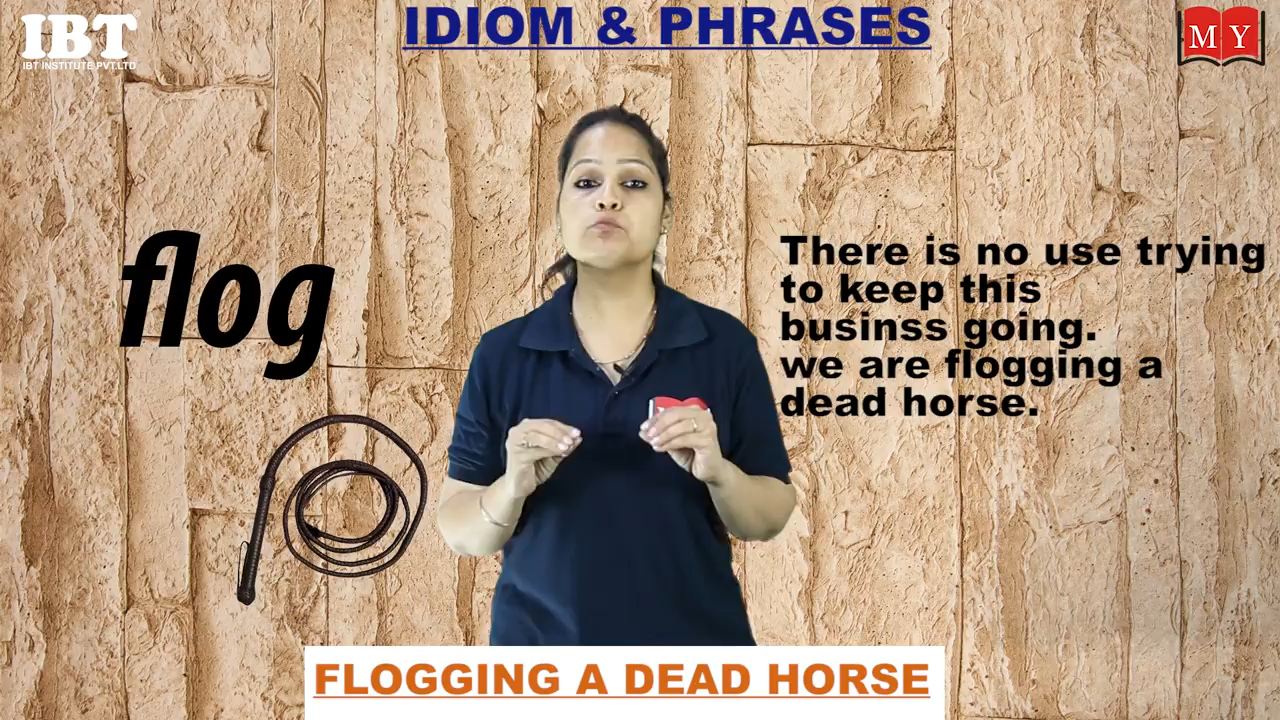 IBT
IBT INSTITUTE PVT.LTD
IDIOM & PHRASES
M Y
flog
There is no use trying
to keep this
businss going.
we are flogging a
dead horse.
FLOGGING A DEAD HORSE